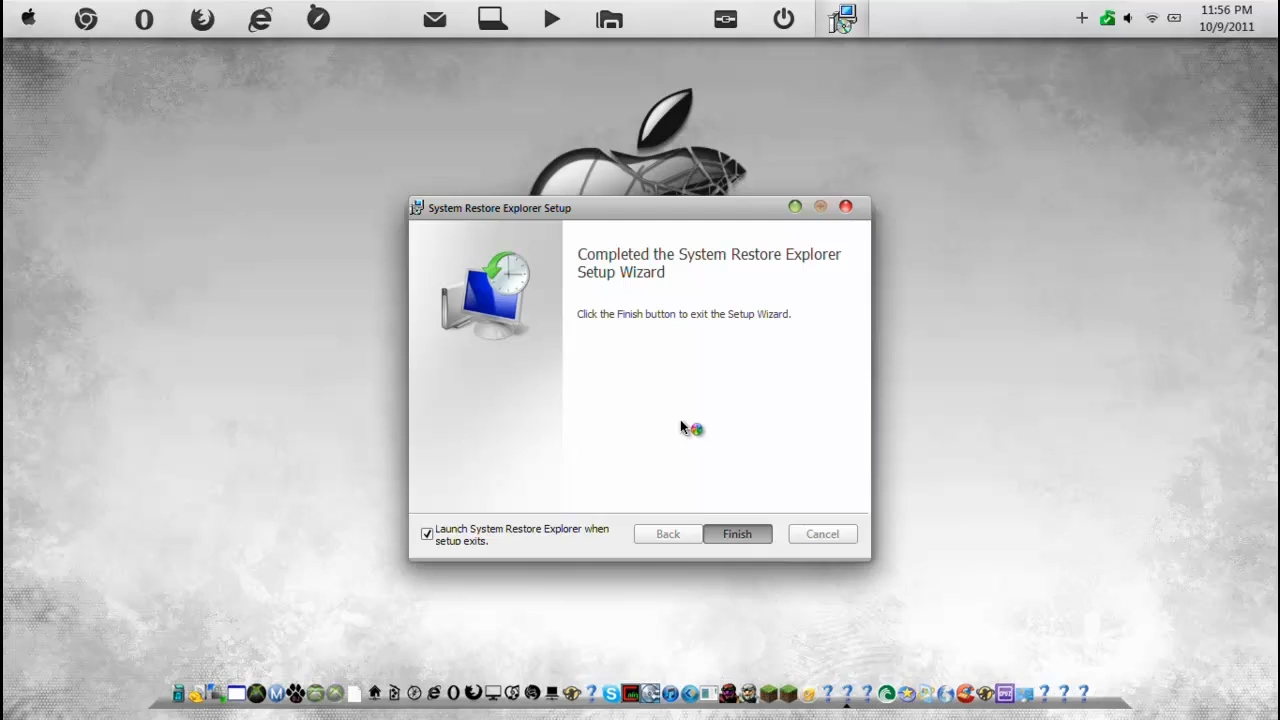 11:56 PM
10/9/2011
System Restore Explorer Setup
Completed the System Restore Explorer
Setup Wizard
Click the Finish button to exit the Setup Wizard.
Launch System Restore Explorer when
setup exits.
Back
Finish
Cancel